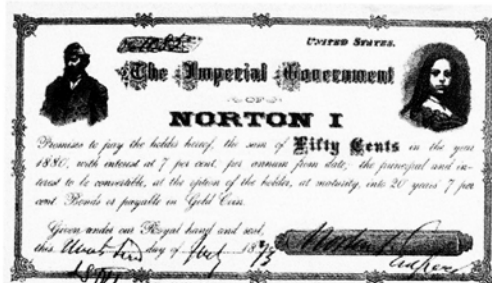 UNITED STATES.
The Imperial Government
OF
NORTON I
Promises to pay the holder hereof, the sum of Fifty Cents in the year
1880, with interest at 7 per cent. per annum from date; the principal and in-
terest to be convertible, at the option of the holder, at maturity, into 20 years' 7 per
cent. Bonds or payable in Gold Coin.
Given under our Royal hand and seal,
this day of 187
Norton I.